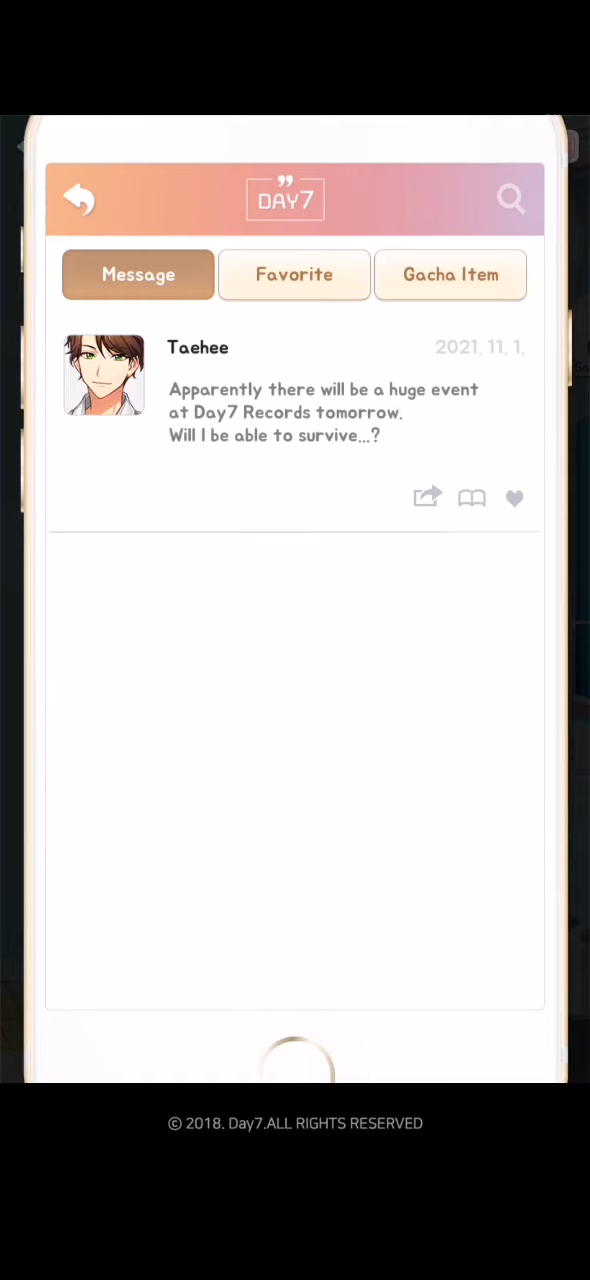 DAY7
Message Favorite Gacha Item
Taehee 2021. 11. 1.
Apparently there will be a huge event
at Day7 Records tomorrow.
Will I be able to survive...?
© 2018. Day7.ALL RIGHTS RESERVED